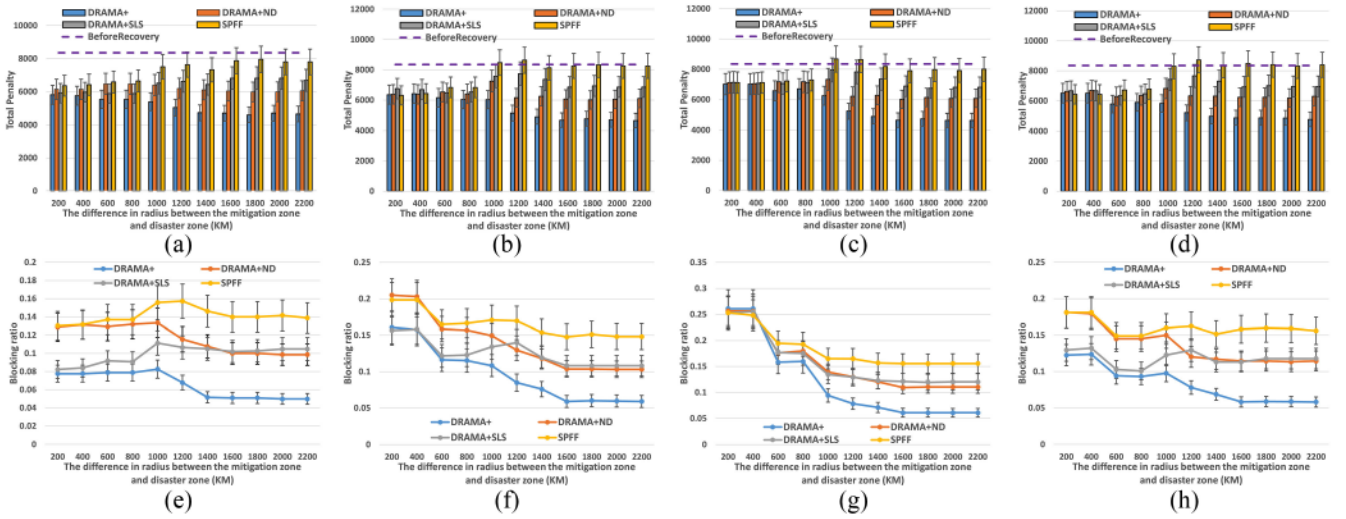 DRAMA+ DRAMA+ND
DRAMA+SLS SPFF
BeforeRecovery
Total Penalty
10000
8000
6000
4000
2000
0
200 400 600 800 1000 1200 1400 1600 1800 2000 2200
The difference in radius between the mitigation zone
and disaster zone (KM)
(a)
DRAMA+ DRAMA+ND
DRAMA+SLS SPFF
BeforeRecovery
Total Penalty
12000
10000
8000
6000
4000
2000
0
200 400 600 800 1000 1200 1400 1600 1800 2000 2200
The difference in radius between the mitigation zone
and disaster zone (KM)
(b)
DRAMA+ DRAMA+ND
DRAMA+SLS SPFF
BeforeRecovery
Total Penalty
12000
10000
8000
6000
4000
2000
0
200 400 600 800 1000 1200 1400 1600 1800 2000 2200
The difference in radius between the mitigation zone
and disaster zone (KM)
(c)
DRAMA+ DRAMA+ND
DRAMA+SLS SPFF
BeforeRecovery
Total Penalty
12000
10000
8000
6000
4000
2000
0
200 400 600 800 1000 1200 1400 1600 1800 2000 2200
The difference in radius between the mitigation zone
and disaster zone (KM)
(d)
DRAMA+ DRAMA+ND
DRAMA+SLS SPFF
Blocking ratio
0.2
0.18
0.16
0.14
0.12
0.1
0.08
0.06
0.04
0.02
0
200 400 600 800 1000 1200 1400 1600 1800 2000 2200
The difference in radius between the mitigation zone
and disaster zone (KM)
(e)
Blocking ratio
0.25
0.2
0.15
0.1
0.05
0
DRAMA+ DRAMA+ND
DRAMA+SLS SPFF
200 400 600 800 1000 1200 1400 1600 1800 2000 2200
The difference in radius between the mitigation zone
and disaster zone (KM)
(f)
Blocking ratio
0.35
0.3
0.25
0.2
0.15
0.1
0.05
0
DRAMA+ DRAMA+ND
DRAMA+SLS SPFF
200 400 600 800 1000 1200 1400 1600 1800 2000 2200
The difference in radius between the mitigation zone
and disaster zone (KM)
(g)
DRAMA+ DRAMA+ND
DRAMA+SLS SPFF
Blocking ratio
0.25
0.2
0.15
0.1
0.05
0
200 400 600 800 1000 1200 1400 1600 1800 2000 2200
The difference in radius between the mitigation zone
and disaster zone (KM)
(h)